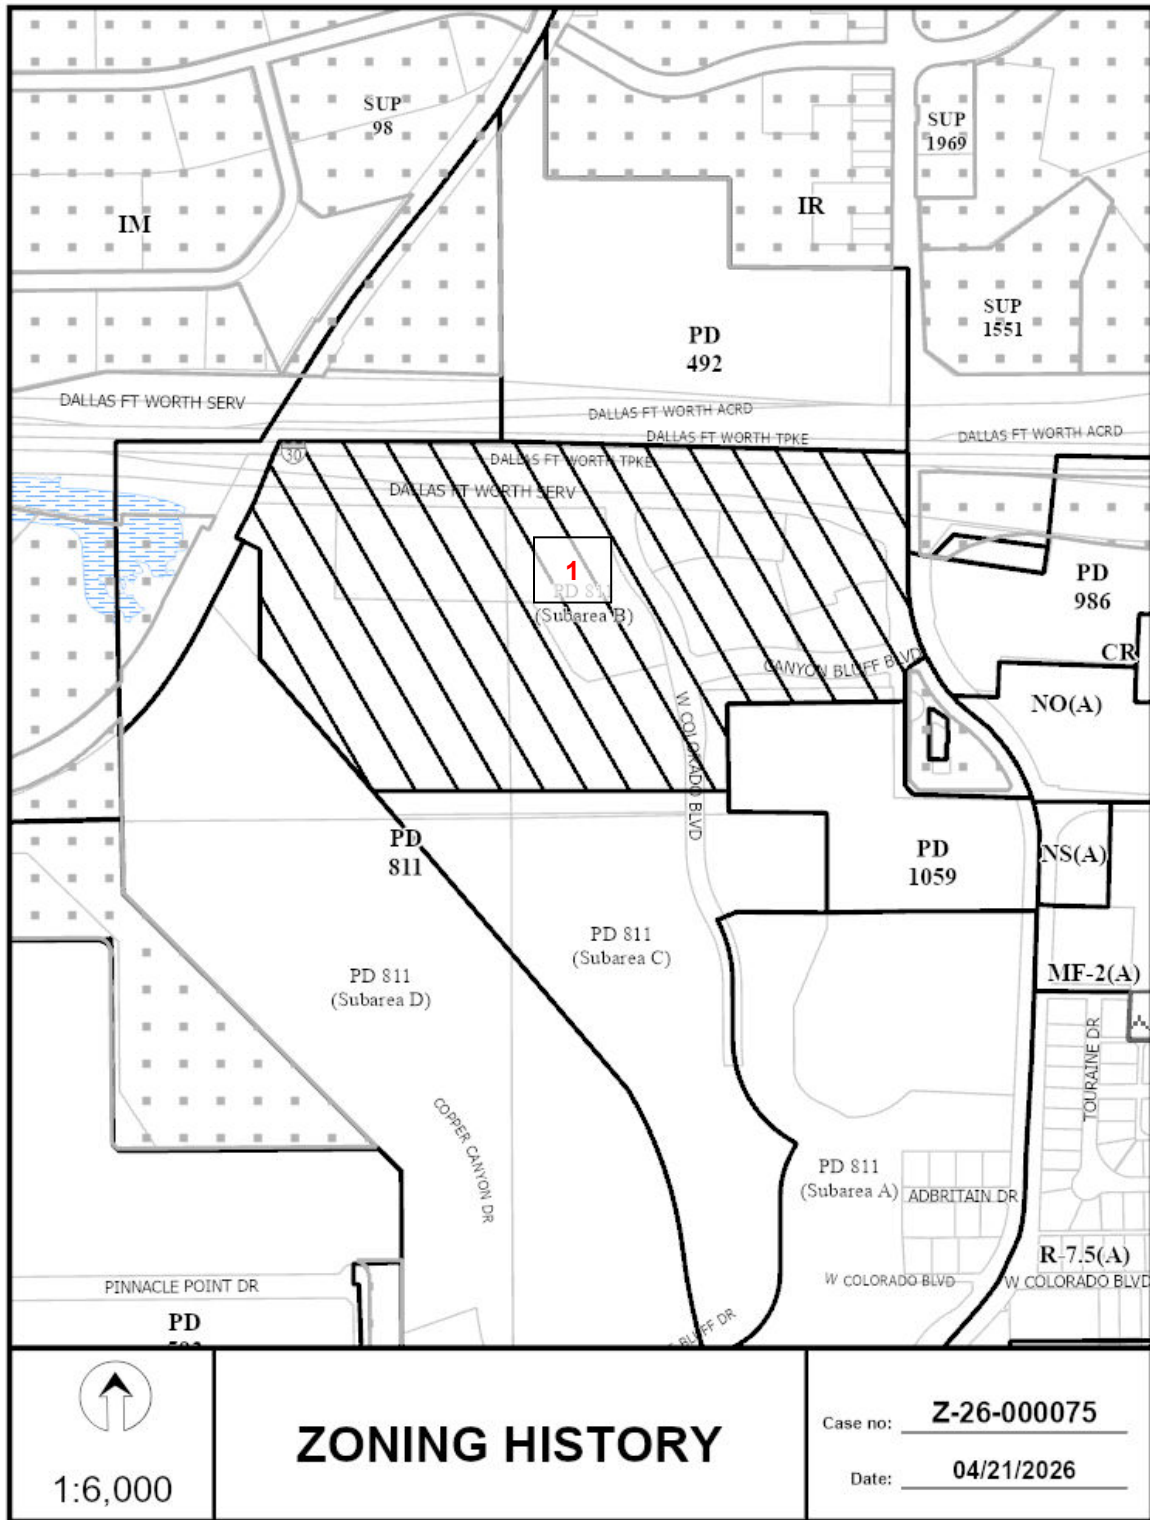 SUP
98
SUP
1969
IR
IM
SUP
1551
PD
492
DALLAS FT WORTH SERV
DALLAS FT WORTH ACRD
DALLAS FT WORTH TPKE
DALLAS FT WORTH ACRD
30
DALLAS FT WORTH TPKE
DALLAS FT WORTH SERV
1
PD 811
(Subarea B)
PD
986
CR
CANYON BLUFF BLVD
NO(A)
W COLORADO BLVD
PD
811
PD
1059
NS(A)
PD 811
(Subarea C)
PD 811
(Subarea D)
MF-2(A)
TOURAINE DR
COPPER CANYON DR
PD 811
(Subarea A)
ADBRITAIN DR
R-7.5(A)
W COLORADO BLVD
W COLORADO BLVD
PINNACLE POINT DR
PD
BLUFF DR
1:6,000
ZONING HISTORY
Case no: Z-26-000075
Date: 04/21/2026